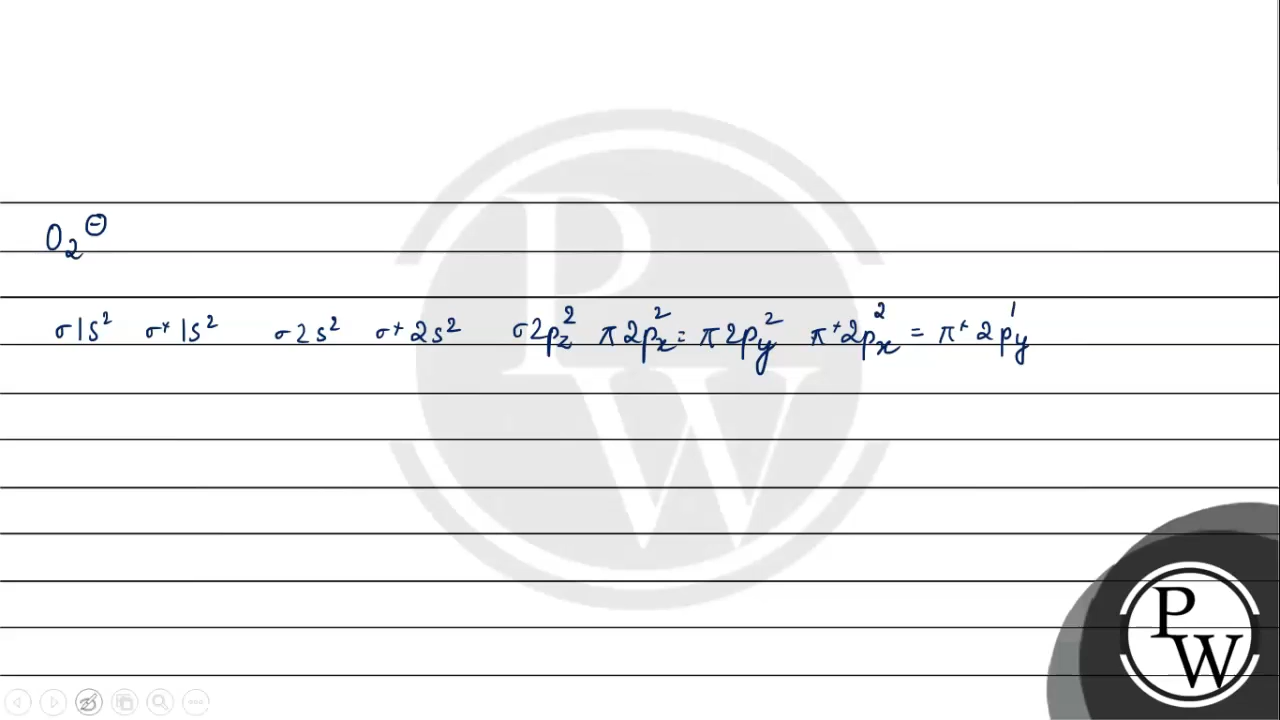 O₂⊖
σ1s² σ*1s² σ2s² σ*2s² σ2pz² π2px² = π2py² π*2px² = π*2py¹
P
W
P
W